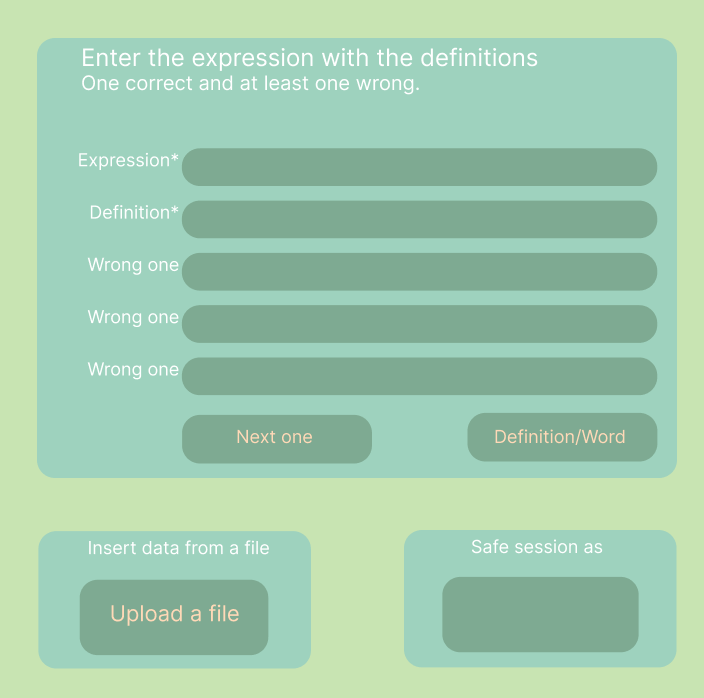 Enter the expression with the definitions
One correct and at least one wrong.
Expression*
Definition*
Wrong one
Wrong one
Wrong one
Next one
Definition/Word
Insert data from a file
Safe session as
Upload a file